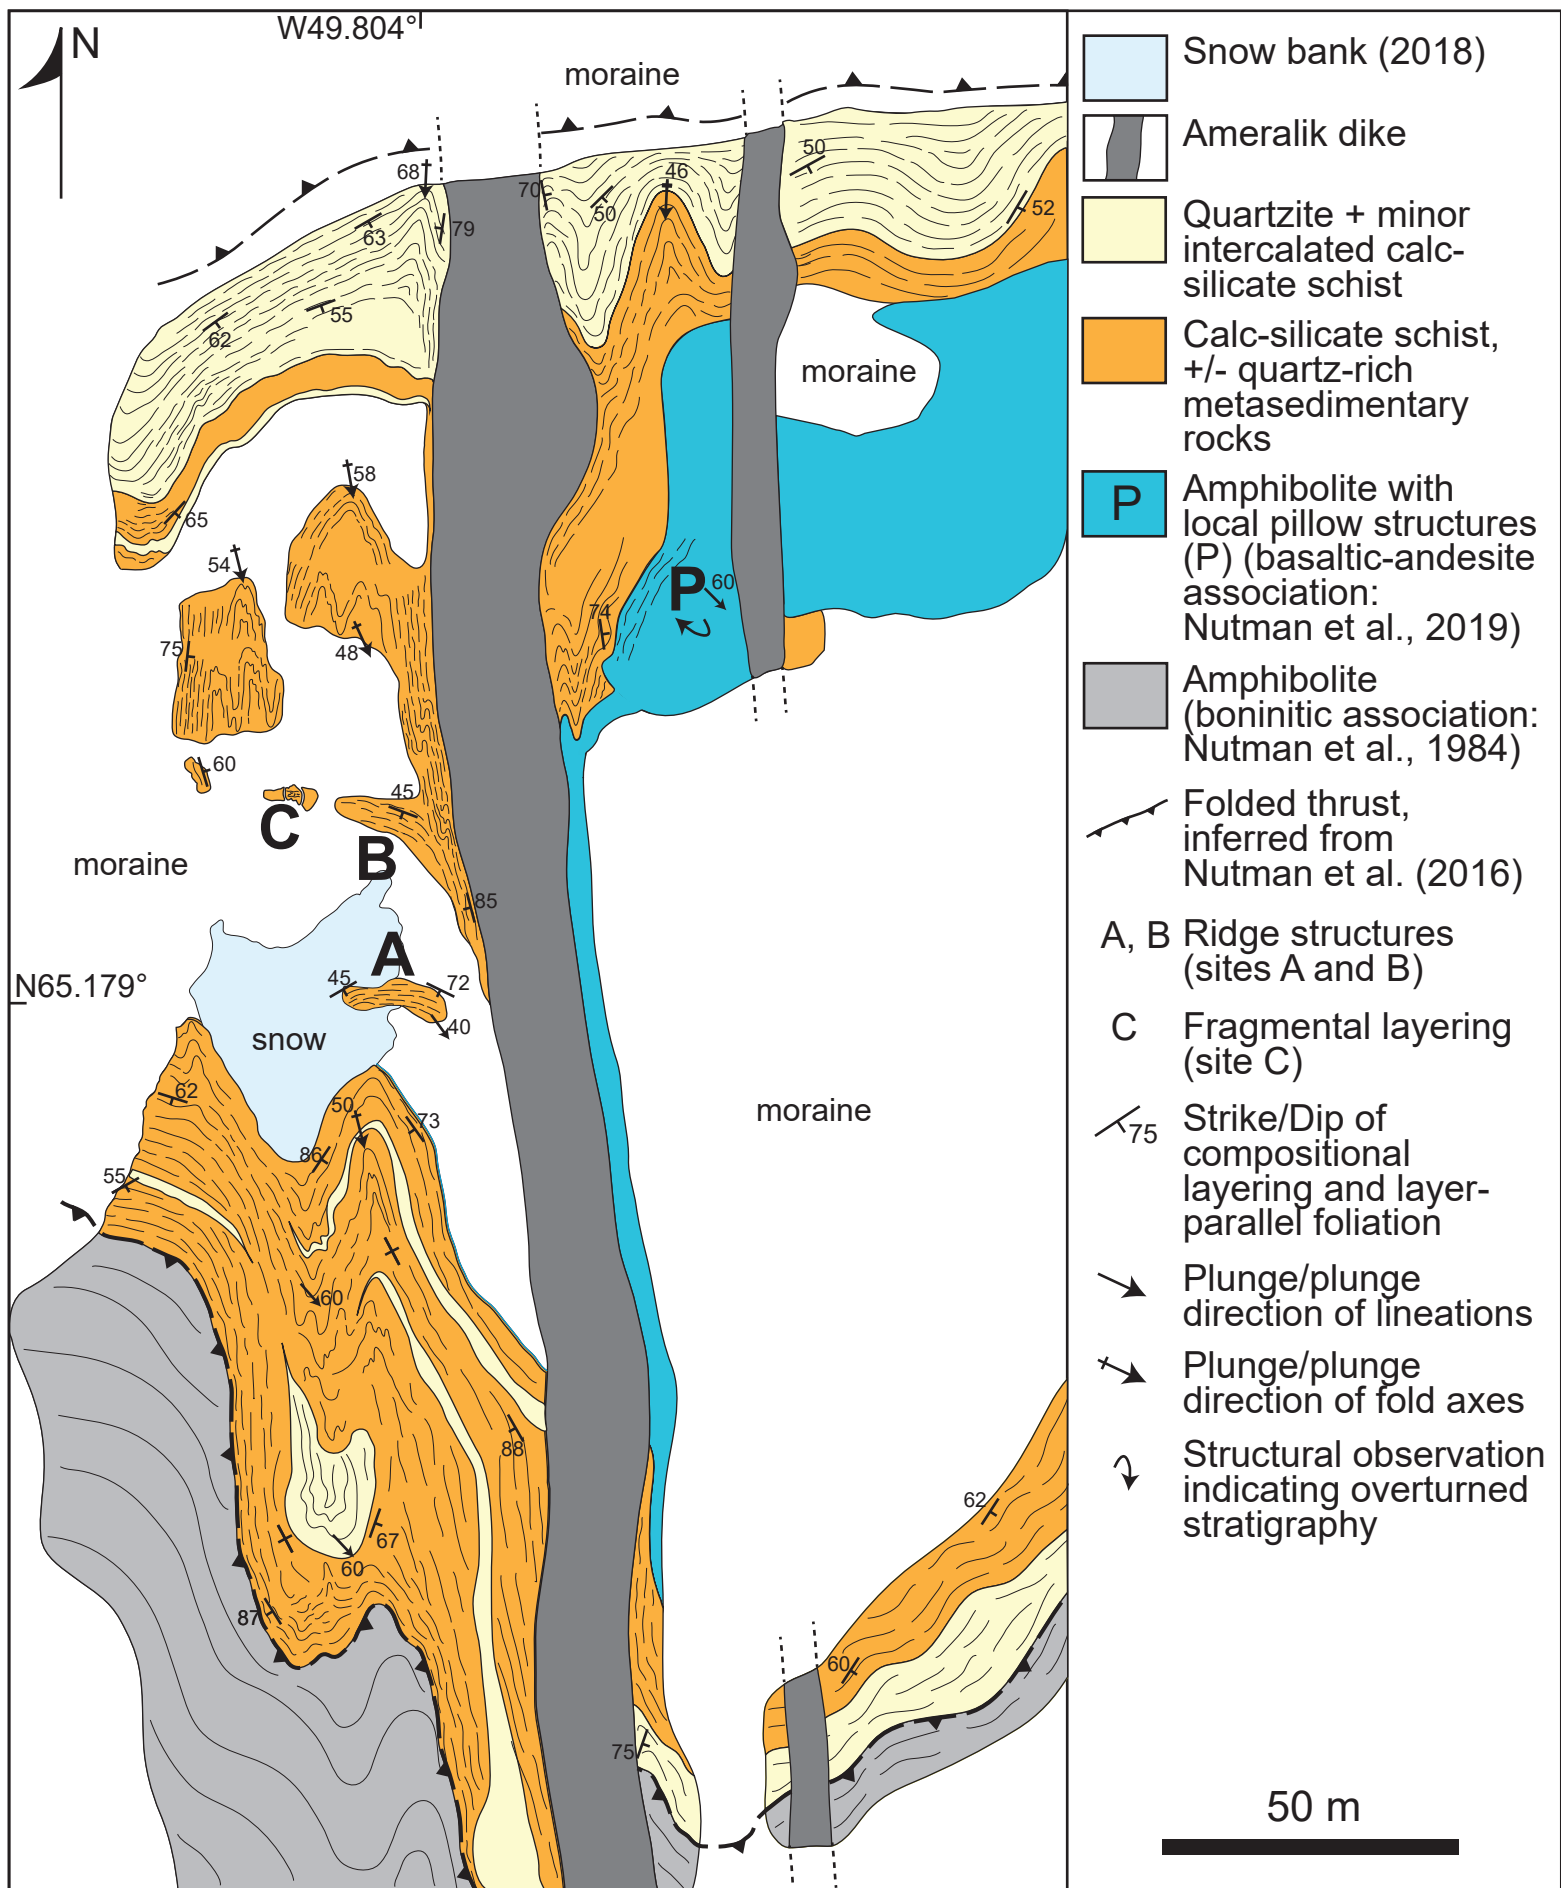 W49.804°
N
moraine
68
79
70
50
46
50
52
63
55
62
moraine
65
58
54
75
48
74
P
60
60
C
45
B
moraine
85
A
45
72
40
N65.179°
snow
62
50
73
86
55
moraine
60
88
67
60
87
62
60
75
Snow bank (2018)
Ameralik dike
Quartzite + minor
intercalated calc-
silicate schist
Calc-silicate schist,
+/- quartz-rich
metasedimentary
rocks
P
Amphibolite with
local pillow structures
(P) (basaltic-andesite
association:
Nutman et al., 2019)
Amphibolite
(boninitic association:
Nutman et al., 1984)
Folded thrust,
inferred from
Nutman et al. (2016)
A, B Ridge structures
(sites A and B)
C Fragmental layering
(site C)
75 Strike/Dip of
compositional
layering and layer-
parallel foliation
Plunge/plunge
direction of lineations
Plunge/plunge
direction of fold axes
Structural observation
indicating overturned
stratigraphy
50 m